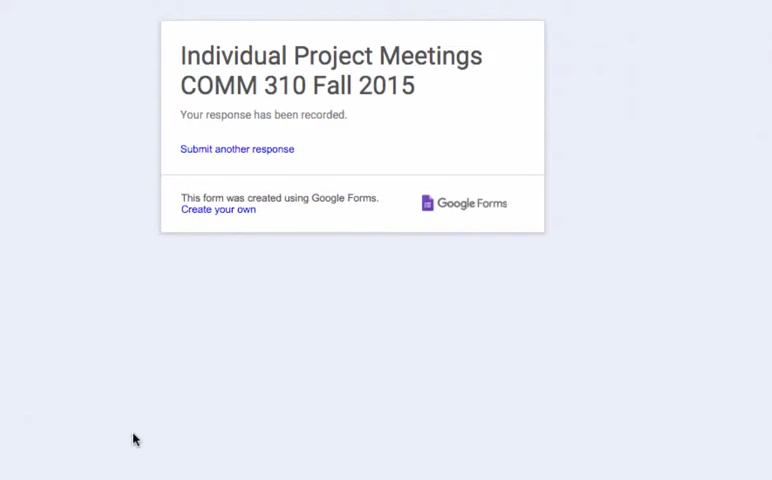 Individual Project Meetings
COMM 310 Fall 2015
Your response has been recorded.
Submit another response
This form was created using Google Forms.
Create your own
Google Forms